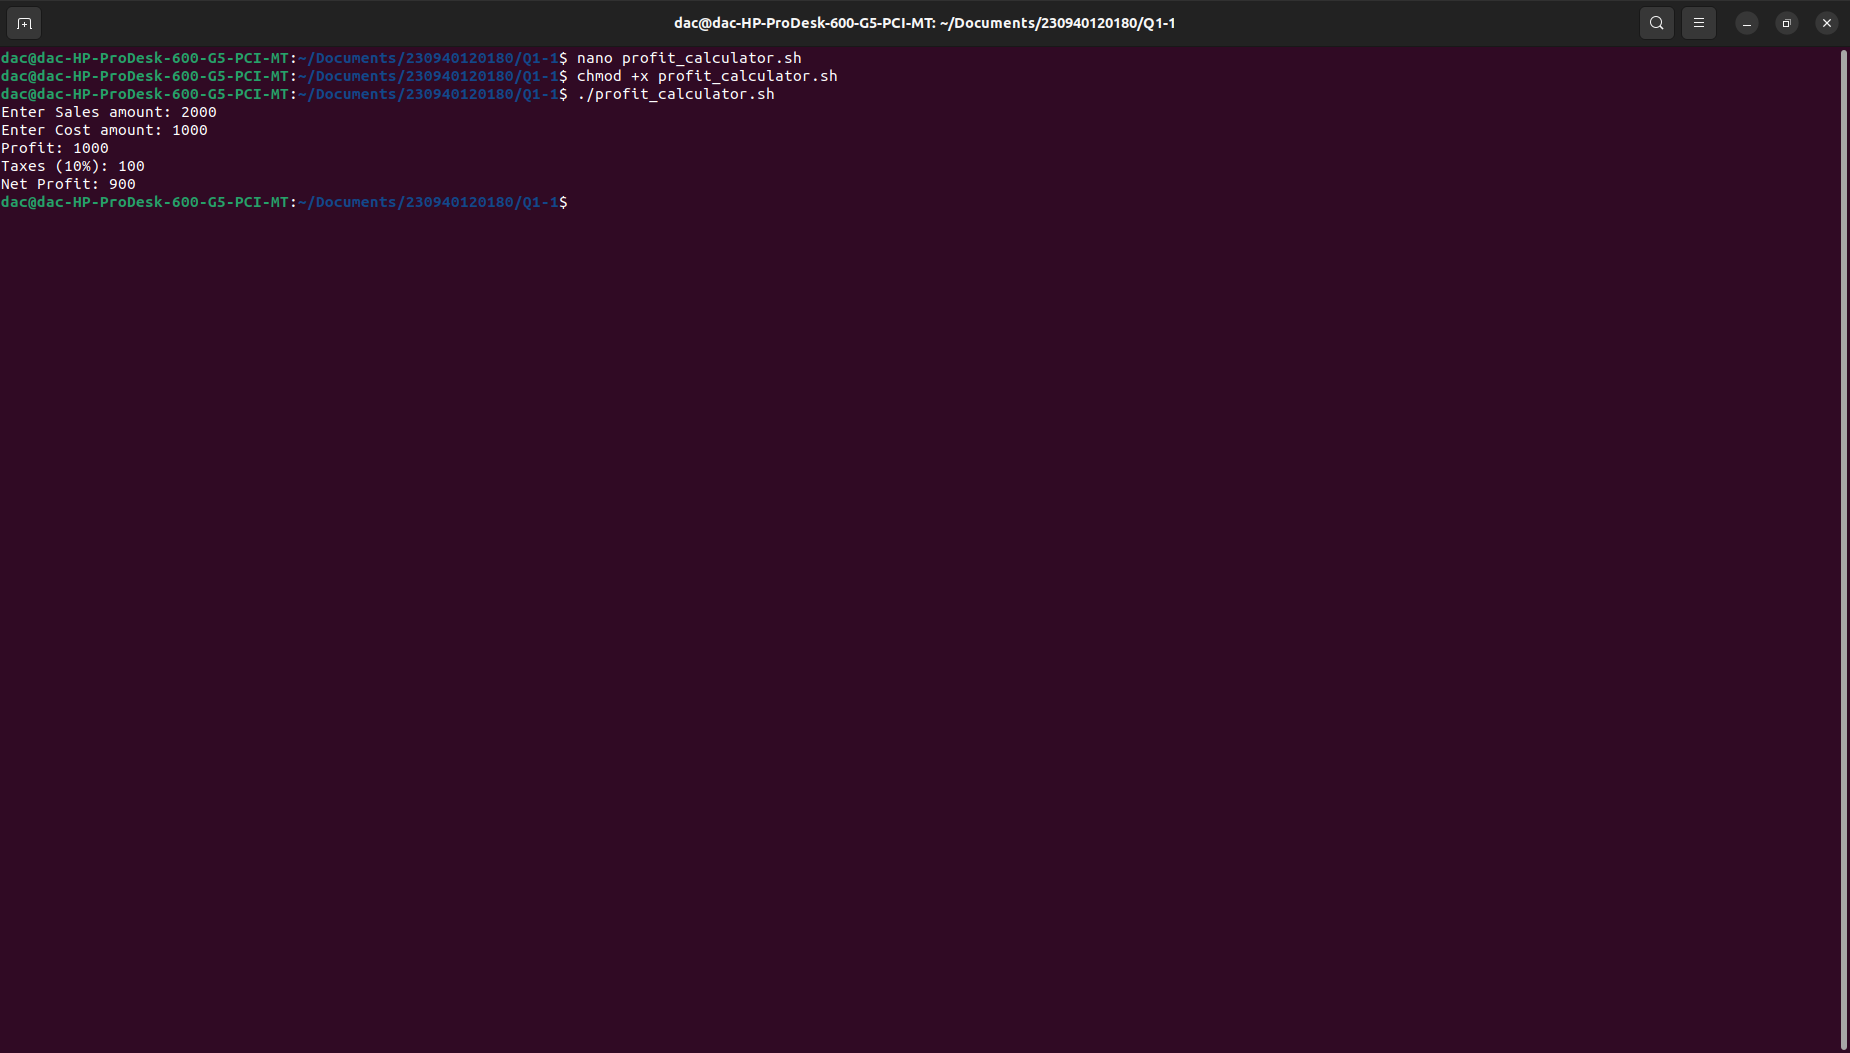 dac@dac-HP-ProDesk-600-G5-PCI-MT: ~/Documents/230940120180/Q1-1
dac@dac-HP-ProDesk-600-G5-PCI-MT:~/Documents/230940120180/Q1-1$ nano profit_calculator.sh
dac@dac-HP-ProDesk-600-G5-PCI-MT:~/Documents/230940120180/Q1-1$ chmod +x profit_calculator.sh
dac@dac-HP-ProDesk-600-G5-PCI-MT:~/Documents/230940120180/Q1-1$ ./profit_calculator.sh
Enter Sales amount: 2000
Enter Cost amount: 1000
Profit: 1000
Taxes (10%): 100
Net Profit: 900
dac@dac-HP-ProDesk-600-G5-PCI-MT:~/Documents/230940120180/Q1-1$